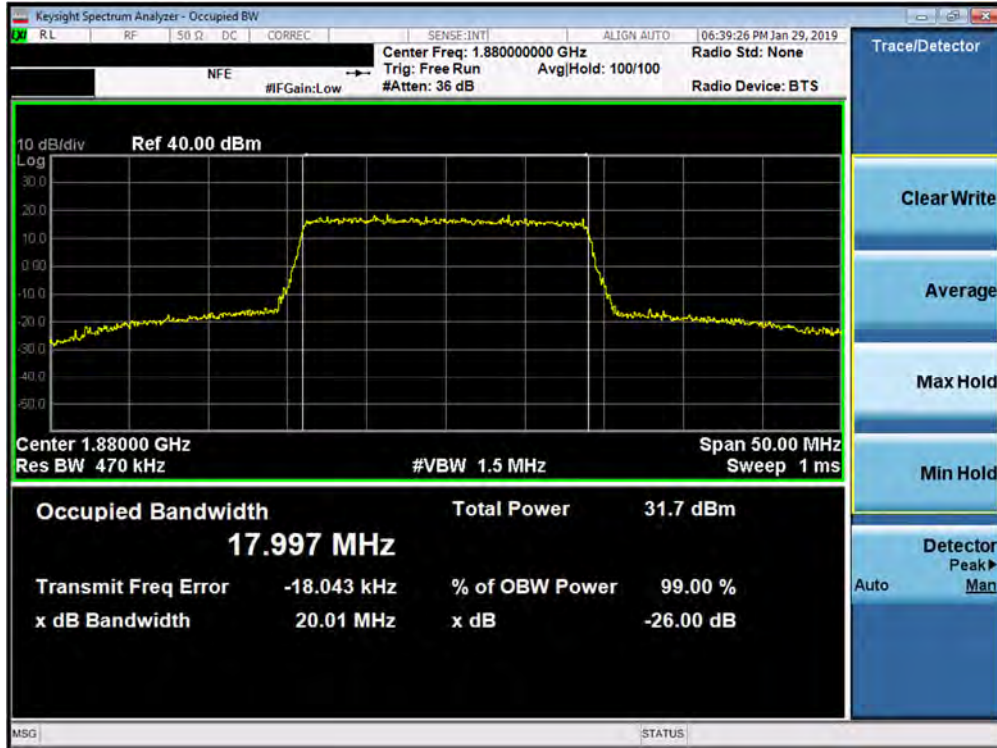 Keysight Spectrum Analyzer - Occupied BW
LXI RL RF 50 Ω DC CORREC SENSE:INT ALIGN AUTO 06:39:26 PM Jan 29, 2019
Center Freq: 1.880000000 GHz Radio Std: None
NFE Trig: Free Run Avg|Hold: 100/100
#IFGain:Low #Atten: 36 dB Radio Device: BTS
10 dB/div Ref 40.00 dBm
Log
30.0
20.0
10.0
0.00
-10.0
-20.0
-30.0
-40.0
-50.0
Center 1.88000 GHz Span 50.00 MHz
Res BW 470 kHz #VBW 1.5 MHz Sweep 1 ms
Occupied Bandwidth Total Power 31.7 dBm
17.997 MHz
Transmit Freq Error -18.043 kHz % of OBW Power 99.00 %
x dB Bandwidth 20.01 MHz x dB -26.00 dB
MSG STATUS
Trace/Detector
Clear Write
Average
Max Hold
Min Hold
Detector
Peak▶
Auto Man